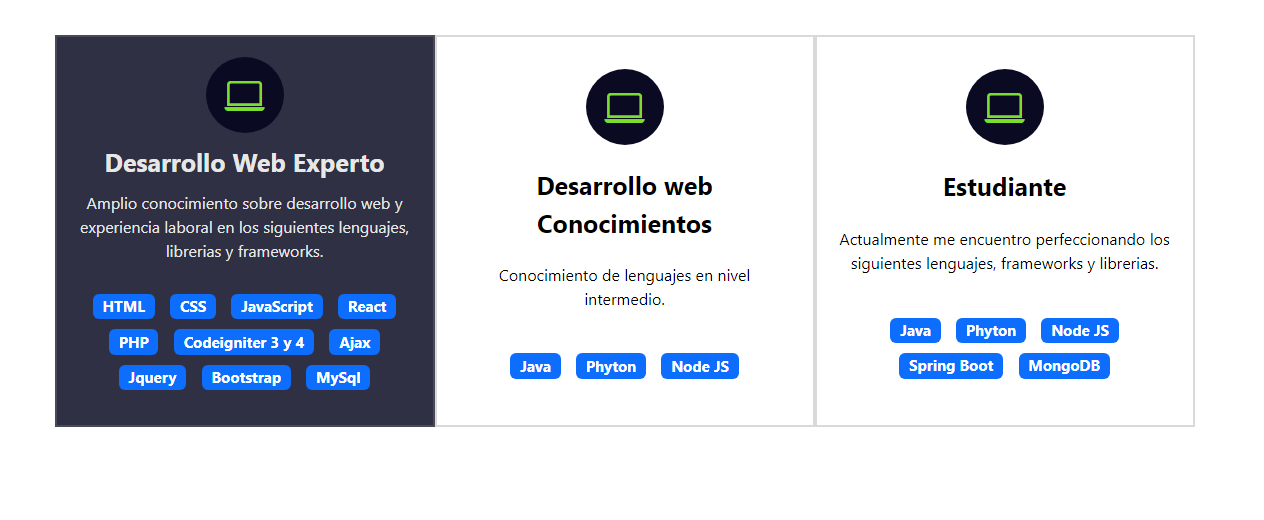 Desarrollo Web Experto
Amplio conocimiento sobre desarrollo web y
experiencia laboral en los siguientes lenguajes,
librerias y frameworks.
HTML CSS JavaScript React
PHP Codeigniter 3 y 4 Ajax
Jquery Bootstrap MySql
Desarrollo web
Conocimientos
Conocimiento de lenguajes en nivel
intermedio.
Java Phyton Node JS
Estudiante
Actualmente me encuentro perfeccionando los
siguientes lenguajes, frameworks y librerias.
Java Phyton Node JS
Spring Boot MongoDB